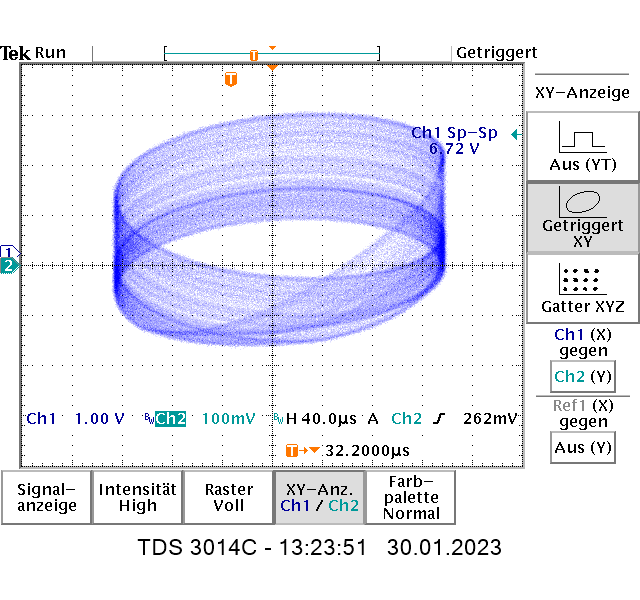 Tek Run
T
Getriggert
T
XY-Anzeige
Ch1 Sp-Sp
6.72 V
Aus (YT)
Getriggert
XY
1
2
Gatter XYZ
Ch1 (X)
gegen
Ch2 (Y)
Ref1 (X)
gegen
Aus (Y)
Ch1 1.00 V BW Ch2 100mV BW H 40.0µs A Ch2 262mV
T 32.2000µs
Signal-
anzeige
Intensität
High
Raster
Voll
XY-Anz.
Ch1 / Ch2
Farb-
palette
Normal
TDS 3014C - 13:23:51 30.01.2023